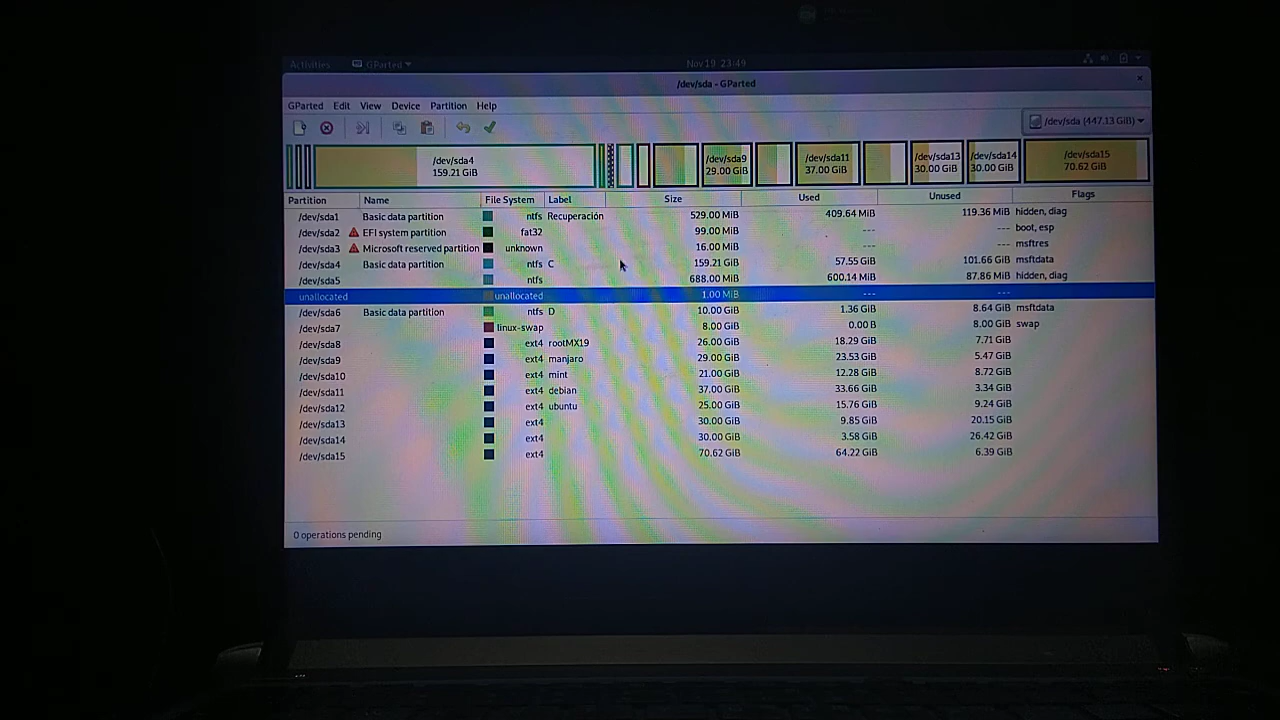 Activities GParted Nov 19 23:49
/dev/sda - GParted ×
GParted Edit View Device Partition Help
/dev/sda (447.13 GiB)
/dev/sda4
159.21 GiB
/dev/sda9
29.00 GiB
/dev/sda11
37.00 GiB
/dev/sda13
30.00 GiB
/dev/sda14
30.00 GiB
/dev/sda15
70.62 GiB
Partition Name File System Label Size Used Unused Flags
/dev/sda1 Basic data partition ntfs Recuperación 529.00 MiB 409.64 MiB 119.36 MiB hidden, diag
/dev/sda2 EFI system partition fat32 99.00 MiB --- --- boot, esp
/dev/sda3 Microsoft reserved partition unknown 16.00 MiB --- --- msftres
/dev/sda4 Basic data partition ntfs C 159.21 GiB 57.55 GiB 101.66 GiB msftdata
/dev/sda5 ntfs 688.00 MiB 600.14 MiB 87.86 MiB hidden, diag
unallocated unallocated 1.00 MiB --- ---
/dev/sda6 Basic data partition ntfs D 10.00 GiB 1.36 GiB 8.64 GiB msftdata
/dev/sda7 linux-swap 8.00 GiB 0.00 B 8.00 GiB swap
/dev/sda8 ext4 rootMX19 26.00 GiB 18.29 GiB 7.71 GiB
/dev/sda9 ext4 manjaro 29.00 GiB 23.53 GiB 5.47 GiB
/dev/sda10 ext4 mint 21.00 GiB 12.28 GiB 8.72 GiB
/dev/sda11 ext4 debian 37.00 GiB 33.66 GiB 3.34 GiB
/dev/sda12 ext4 ubuntu 25.00 GiB 15.76 GiB 9.24 GiB
/dev/sda13 ext4 30.00 GiB 9.85 GiB 20.15 GiB
/dev/sda14 ext4 30.00 GiB 3.58 GiB 26.42 GiB
/dev/sda15 ext4 70.62 GiB 64.22 GiB 6.39 GiB
0 operations pending